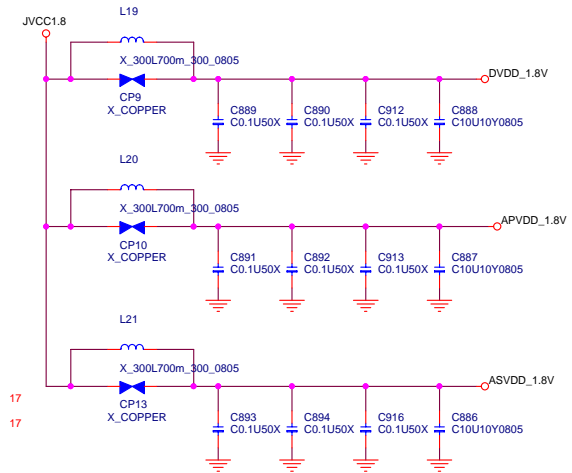 L19
JVCC1.8
X_300L700m_300_0805
DVDD_1.8V
CP9
X_COPPER
C889
C0.1U50X
C890
C0.1U50X
C912
C0.1U50X
C888
C10U10Y0805
L20
X_300L700m_300_0805
APVDD_1.8V
CP10
X_COPPER
C891
C0.1U50X
C892
C0.1U50X
C913
C0.1U50X
C887
C10U10Y0805
L21
X_300L700m_300_0805
ASVDD_1.8V
17
CP13
X_COPPER
17
C893
C0.1U50X
C894
C0.1U50X
C916
C0.1U50X
C886
C10U10Y0805